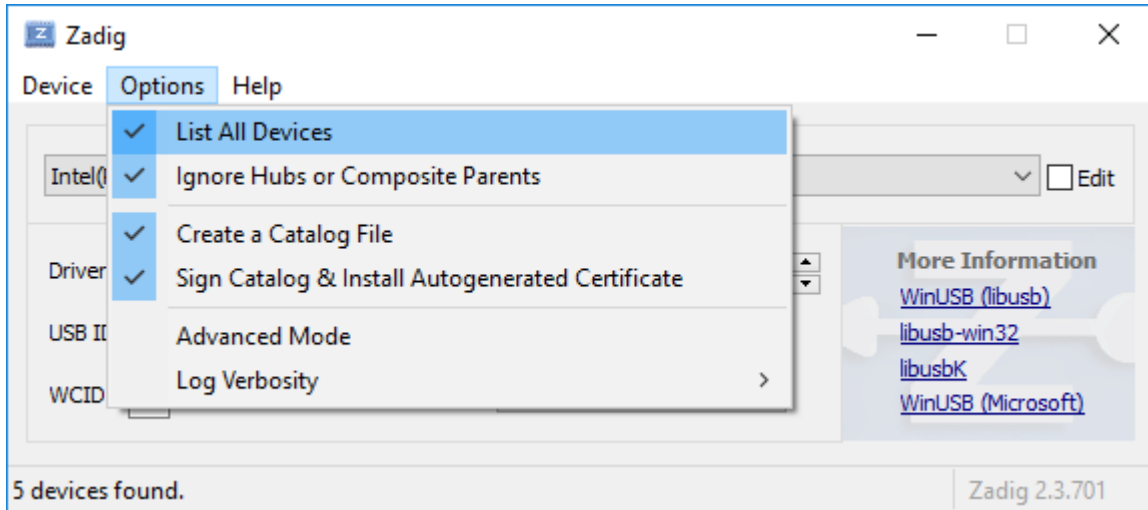 Zadig
Device Options Help
List All Devices
Ignore Hubs or Composite Parents
Create a Catalog File
Sign Catalog & Install Autogenerated Certificate
Advanced Mode
Log Verbosity
Edit
Driver
USB
WCID
More Information
WinUSB (libusb)
libusb-win32
libusbK
WinUSB (Microsoft)
5 devices found.
Zadig 2.3.701